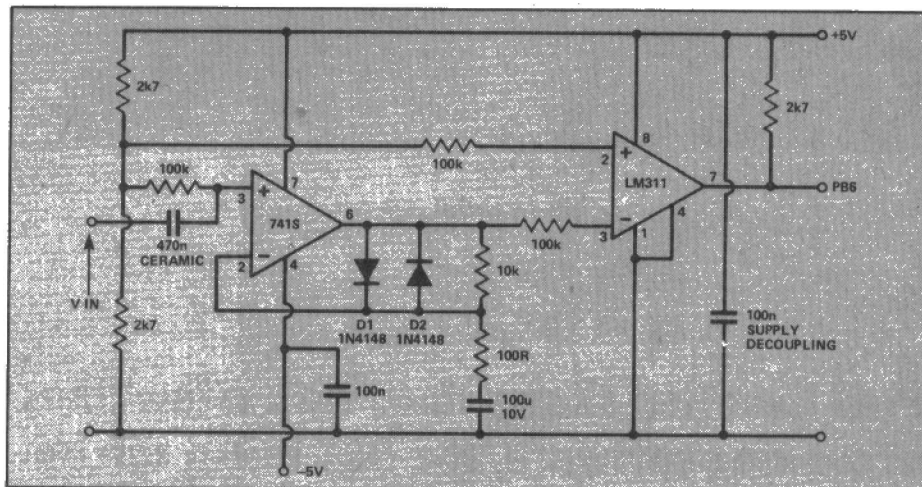 +5V
2k7
2k7
8
2
+
100k
LM311
7
PB6
100k
7
3
+
6
4
741S
−
1
3
100k
470n
CERAMIC
2
−
4
10k
V IN
D1
1N4148
D2
1N4148
100n
SUPPLY
DECOUPLING
2k7
100R
100n
100u
10V
−5V